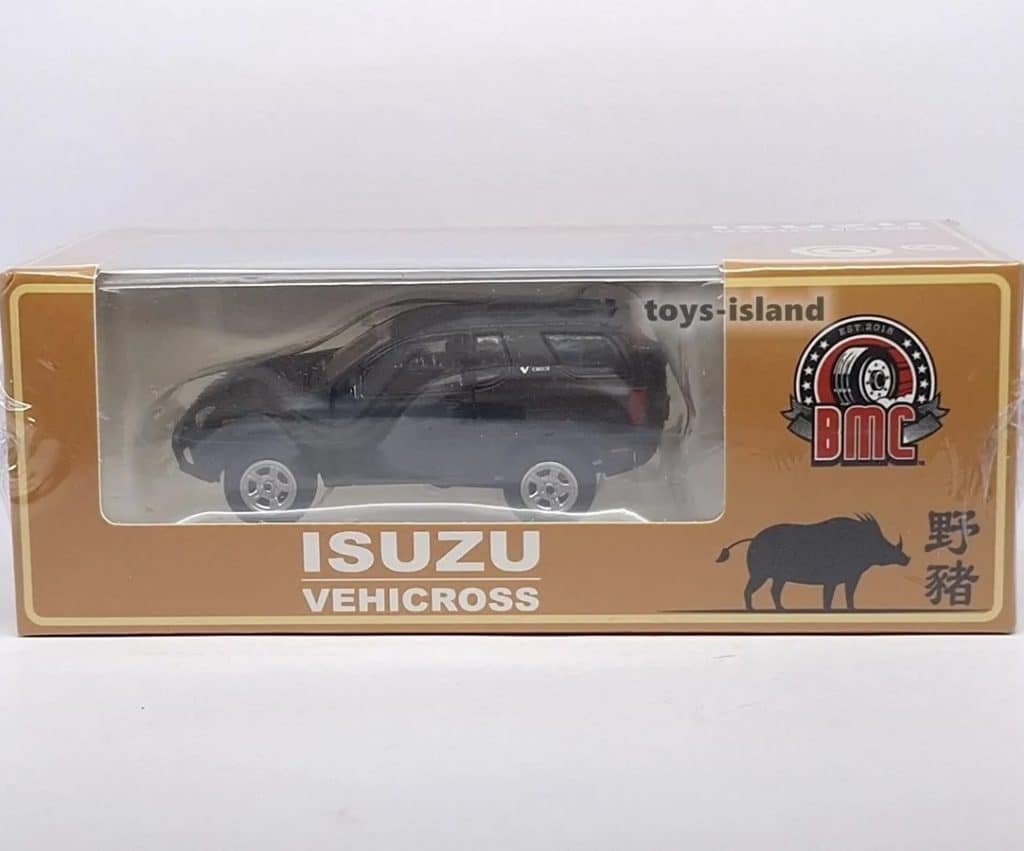 toys-island
EST. 2018
BMC
ISUZU
VEHICROSS
野
豬